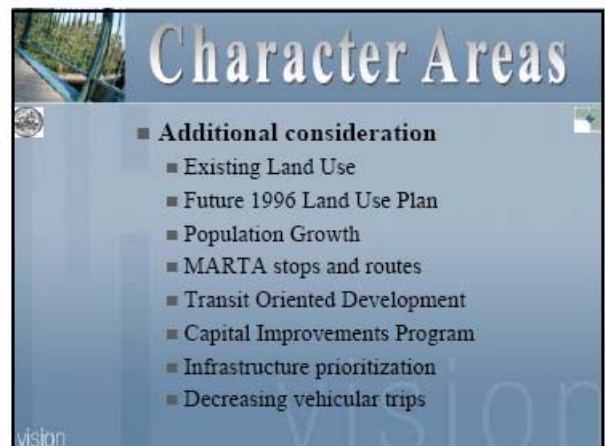 Character Areas
Additional consideration
Existing Land Use
Future 1996 Land Use Plan
Population Growth
MARTA stops and routes
Transit Oriented Development
Capital Improvements Program
Infrastructure prioritization
Decreasing vehicular trips
vision
vision